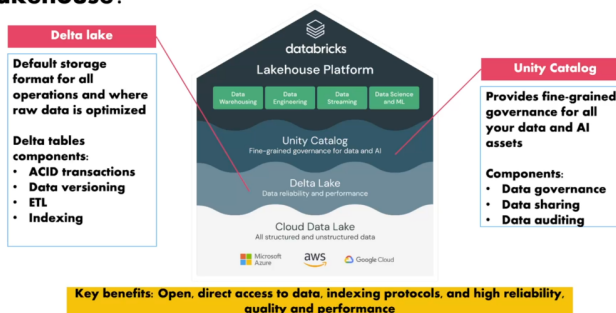 akehouse?
Delta lake
Default storage
format for all
operations and where
raw data is optimized
Delta tables
components:
• ACID transactions
• Data versioning
• ETL
• Indexing
databricks
Lakehouse Platform
Data
Warehousing
Data
Engineering
Data
Streaming
Data Science
and ML
Unity Catalog
Fine-grained governance for data and AI
Delta Lake
Data reliability and performance
Cloud Data Lake
All structured and unstructured data
Microsoft
Azure
aws
Google Cloud
Unity Catalog
Provides fine-grained
governance for all
your data and AI
assets
Components:
• Data governance
• Data sharing
• Data auditing
Key benefits: Open, direct access to data, indexing protocols, and high reliability,
quality and performance